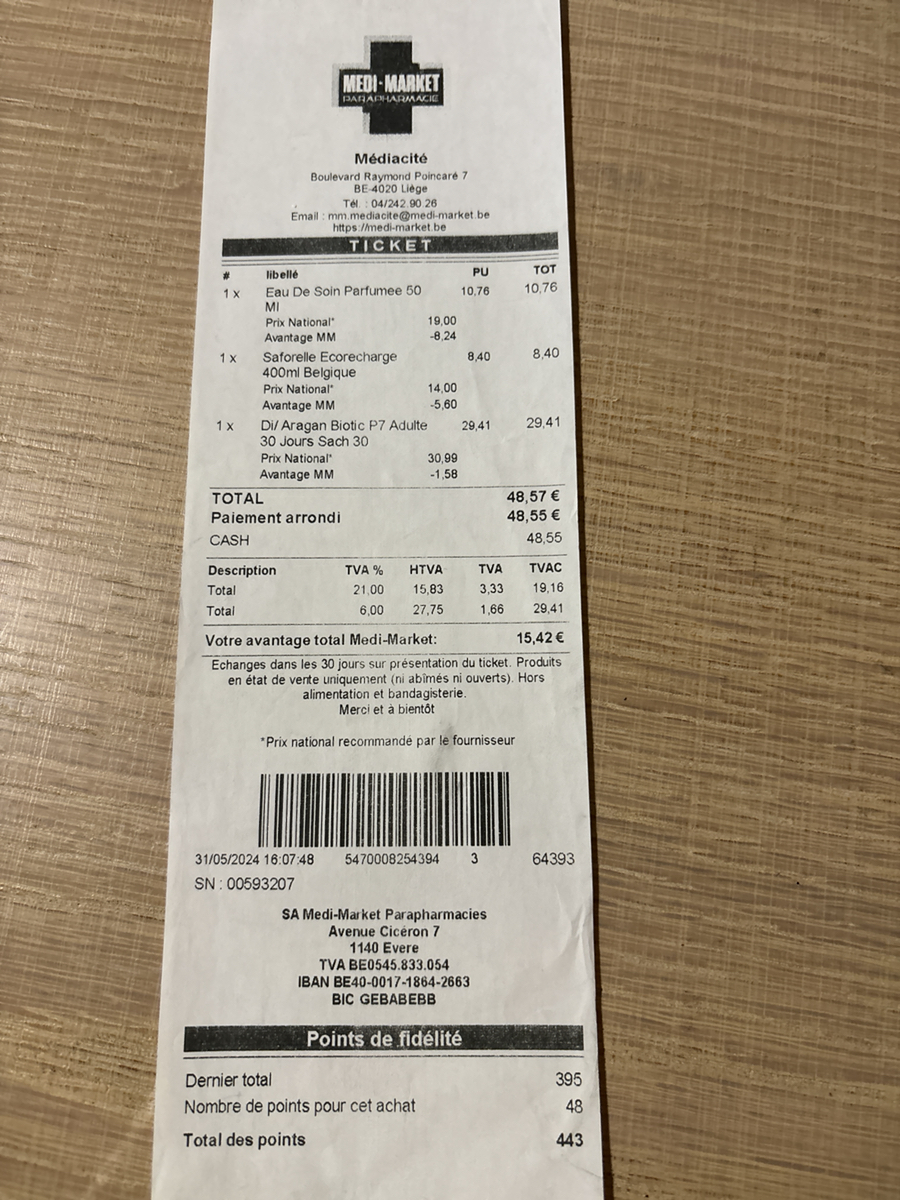 MEDI-MARKET
PARAPHARMACIE
Médiacité
Boulevard Raymond Poincaré 7
BE-4020 Liège
Tél. : 04/242.90.26
Email : mm.mediacite@medi-market.be
https://medi-market.be
TICKET
# libellé PU TOT
1 x Eau De Soin Parfumee 50 10,76 10,76
Ml
Prix National* 19,00
Avantage MM -8,24
1 x Saforelle Ecorecharge 8,40 8,40
400ml Belgique
Prix National* 14,00
Avantage MM -5,60
1 x Di/ Aragan Biotic P7 Adulte 29,41 29,41
30 Jours Sach 30
Prix National* 30,99
Avantage MM -1,58
TOTAL 48,57 €
Paiement arrondi 48,55 €
CASH 48,55
Description TVA % HTVA TVA TVAC
Total 21,00 15,83 3,33 19,16
Total 6,00 27,75 1,66 29,41
Votre avantage total Medi-Market: 15,42 €
Echanges dans les 30 jours sur présentation du ticket. Produits
en état de vente uniquement (ni abîmés ni ouverts). Hors
alimentation et bandagisterie.
Merci et à bientôt
*Prix national recommandé par le fournisseur
31/05/2024 16:07:48 5470008254394 3 64393
SN : 00593207
SA Medi-Market Parapharmacies
Avenue Cicéron 7
1140 Evere
TVA BE0545.833.054
IBAN BE40-0017-1864-2663
BIC GEBABEBB
Points de fidélité
Dernier total 395
Nombre de points pour cet achat 48
Total des points 443